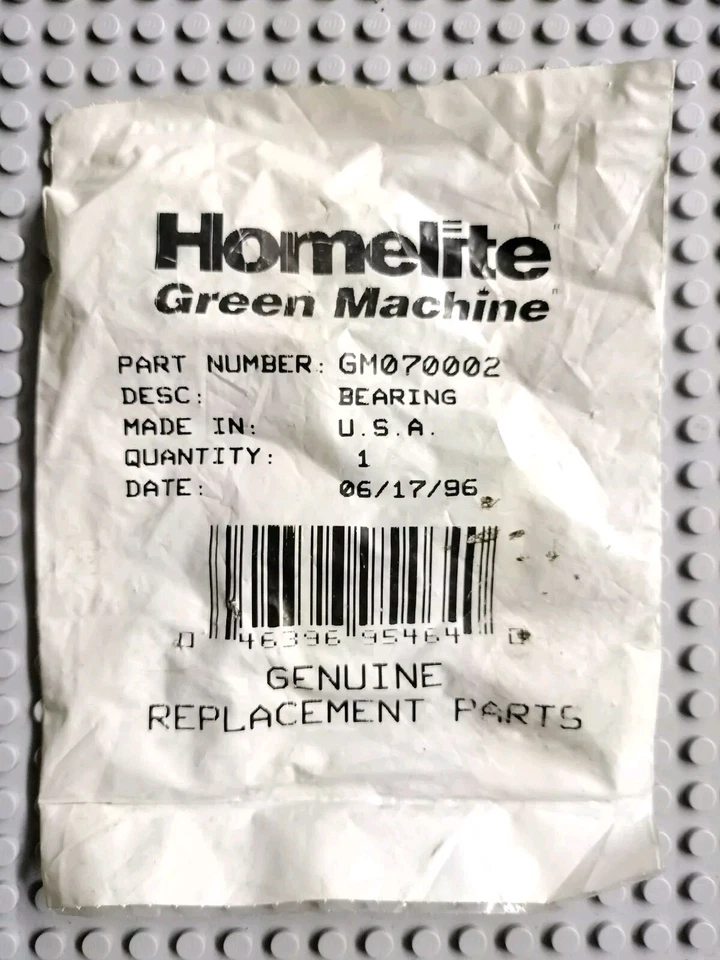 Homelite
Green Machine
PART NUMBER: GM070002
DESC: BEARING
MADE IN: U.S.A.
QUANTITY: 1
DATE: 06/17/96
0 46396 95464 0
GENUINE
REPLACEMENT PARTS